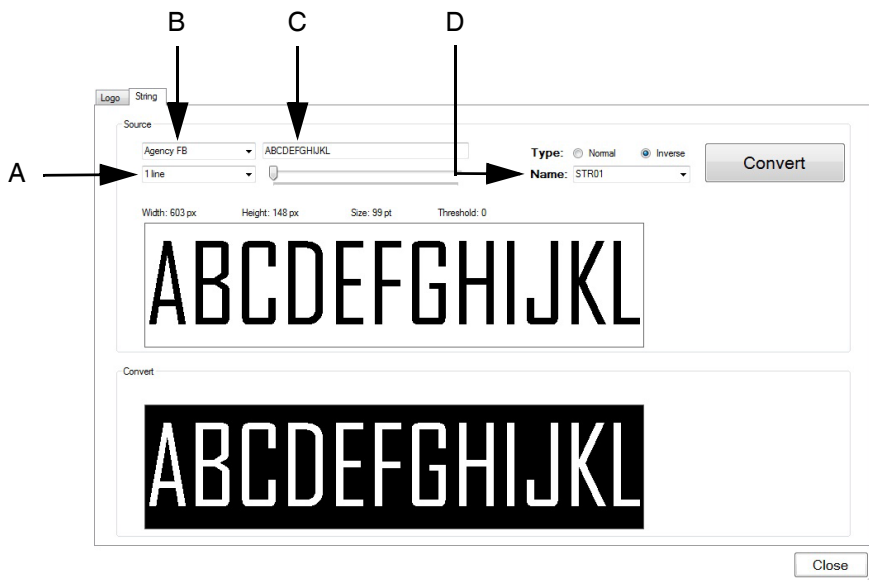 B C D
Logo String
Source
Agency FB ABCDEFGHIJKL
Type: Normal Inverse
Convert
A
1 line
Name: STR01
Width: 603 px Height: 148 px Size: 99 pt Threshold: 0
ABCDEFGHIJKL
Convert
ABCDEFGHIJKL
Close